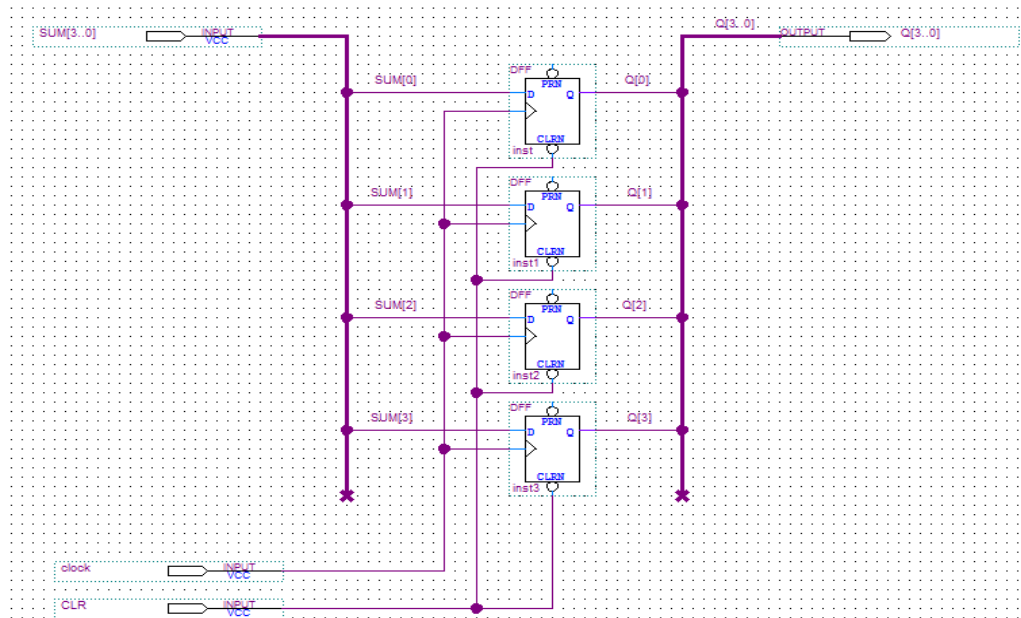 SUM[3..0]
INPUT
VCC
Q[3..0]
OUTPUT
Q[3..0]
DFF
SUM[0]
PRN
D
Q
Q[0]
CLRN
inst
DFF
SUM[1]
PRN
D
Q
Q[1]
CLRN
inst1
DFF
SUM[2]
PRN
D
Q
Q[2]
CLRN
inst2
DFF
SUM[3]
PRN
D
Q
Q[3]
CLRN
inst3
clock
INPUT
VCC
CLR
INPUT
VCC